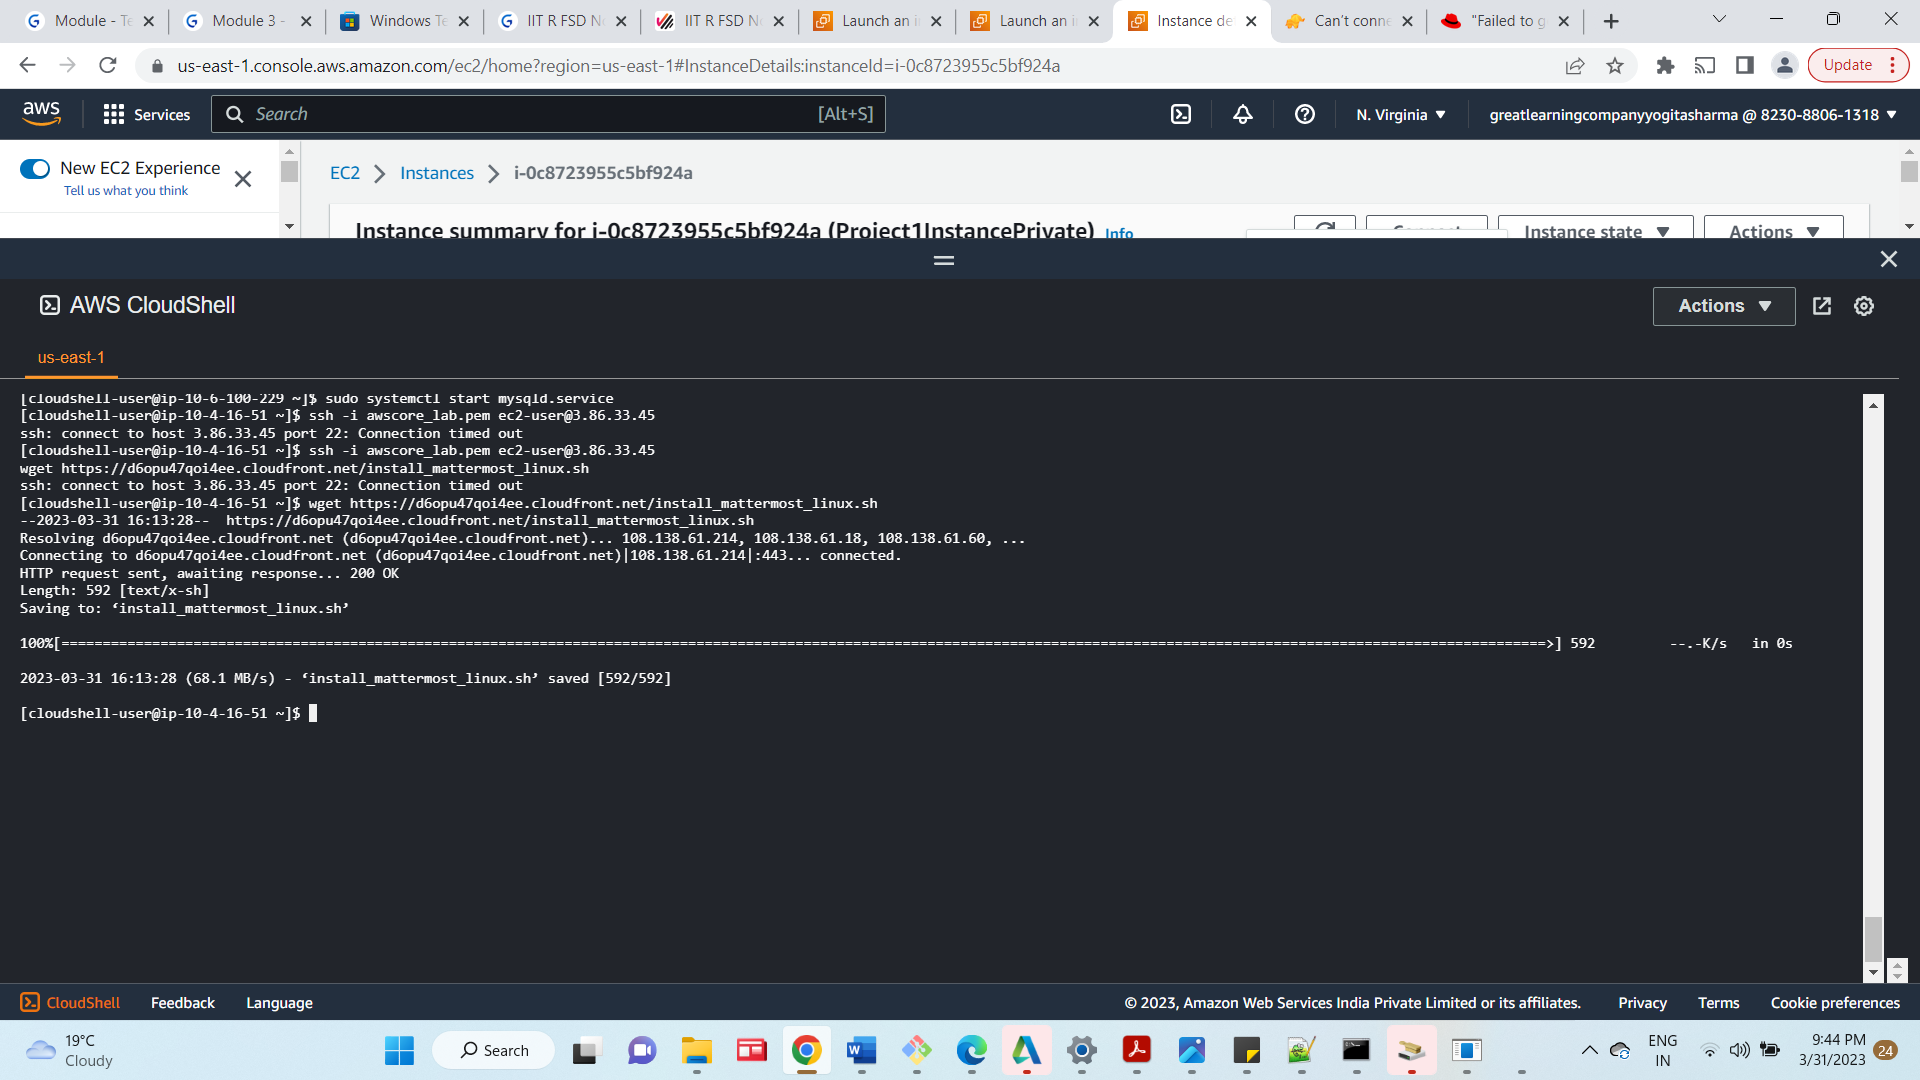 Module - Te
Module 3 -
Windows Te
IIT R FSD No
IIT R FSD No
Launch an i
Launch an i
Instance de
Can't conne
"Failed to g
us-east-1.console.aws.amazon.com/ec2/home?region=us-east-1#InstanceDetails:instanceId=i-0c8723955c5bf924a
Update
aws
Services
Search
[Alt+S]
N. Virginia
greatlearningcompanyyogitasharma @ 8230-8806-1318
New EC2 Experience
Tell us what you think
EC2
Instances
i-0c8723955c5bf924a
Instance summary for i-0c8723955c5bf924a (Project1InstancePrivate) Info
Connect
Instance state
Actions
AWS CloudShell
Actions
us-east-1
[cloudshell-user@ip-10-6-100-229 ~]$ sudo systemctl start mysqld.service
[cloudshell-user@ip-10-4-16-51 ~]$ ssh -i awscore_lab.pem ec2-user@3.86.33.45
ssh: connect to host 3.86.33.45 port 22: Connection timed out
[cloudshell-user@ip-10-4-16-51 ~]$ ssh -i awscore_lab.pem ec2-user@3.86.33.45
wget https://d6opu47qoi4ee.cloudfront.net/install_mattermost_linux.sh
ssh: connect to host 3.86.33.45 port 22: Connection timed out
[cloudshell-user@ip-10-4-16-51 ~]$ wget https://d6opu47qoi4ee.cloudfront.net/install_mattermost_linux.sh
--2023-03-31 16:13:28-- https://d6opu47qoi4ee.cloudfront.net/install_mattermost_linux.sh
Resolving d6opu47qoi4ee.cloudfront.net (d6opu47qoi4ee.cloudfront.net)... 108.138.61.214, 108.138.61.18, 108.138.61.60, ...
Connecting to d6opu47qoi4ee.cloudfront.net (d6opu47qoi4ee.cloudfront.net)|108.138.61.214|:443... connected.
HTTP request sent, awaiting response... 200 OK
Length: 592 [text/x-sh]
Saving to: ‘install_mattermost_linux.sh’
100%[======================================>] 592 --.-K/s in 0s
2023-03-31 16:13:28 (68.1 MB/s) - ‘install_mattermost_linux.sh’ saved [592/592]
[cloudshell-user@ip-10-4-16-51 ~]$
CloudShell
Feedback
Language
© 2023, Amazon Web Services India Private Limited or its affiliates.
Privacy
Terms
Cookie preferences
19°C
Cloudy
Search
ENG
IN
9:44 PM
3/31/2023
24